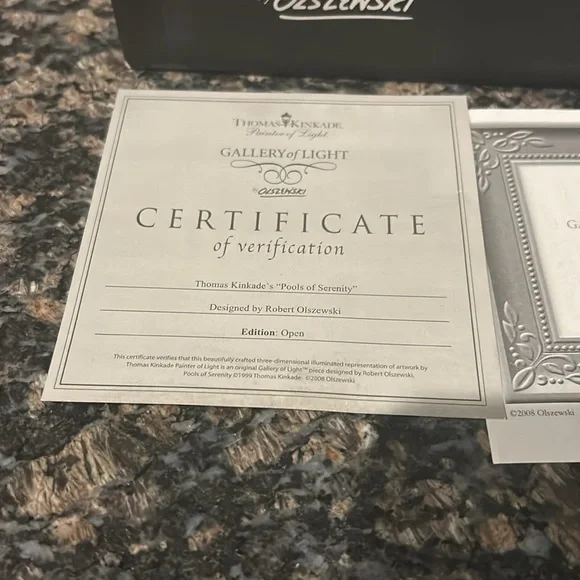 by OLSZENSKI
THOMAS KINKADE
Painter of Light
GALLERY of LIGHT
by OLSZENSKI
CERTIFICATE
of verification
Thomas Kinkade's "Pools of Serenity"
Designed by Robert Olszewski
Edition: Open
This certificate verifies that this beautifully crafted three-dimensional illuminated representation of artwork by
Thomas Kinkade Painter of Light is an original Gallery of Light™ piece designed by Robert Olszewski.
Pools of Serenity ©1999 Thomas Kinkade. ©2008 Olszewski.
©2008 Olszewski